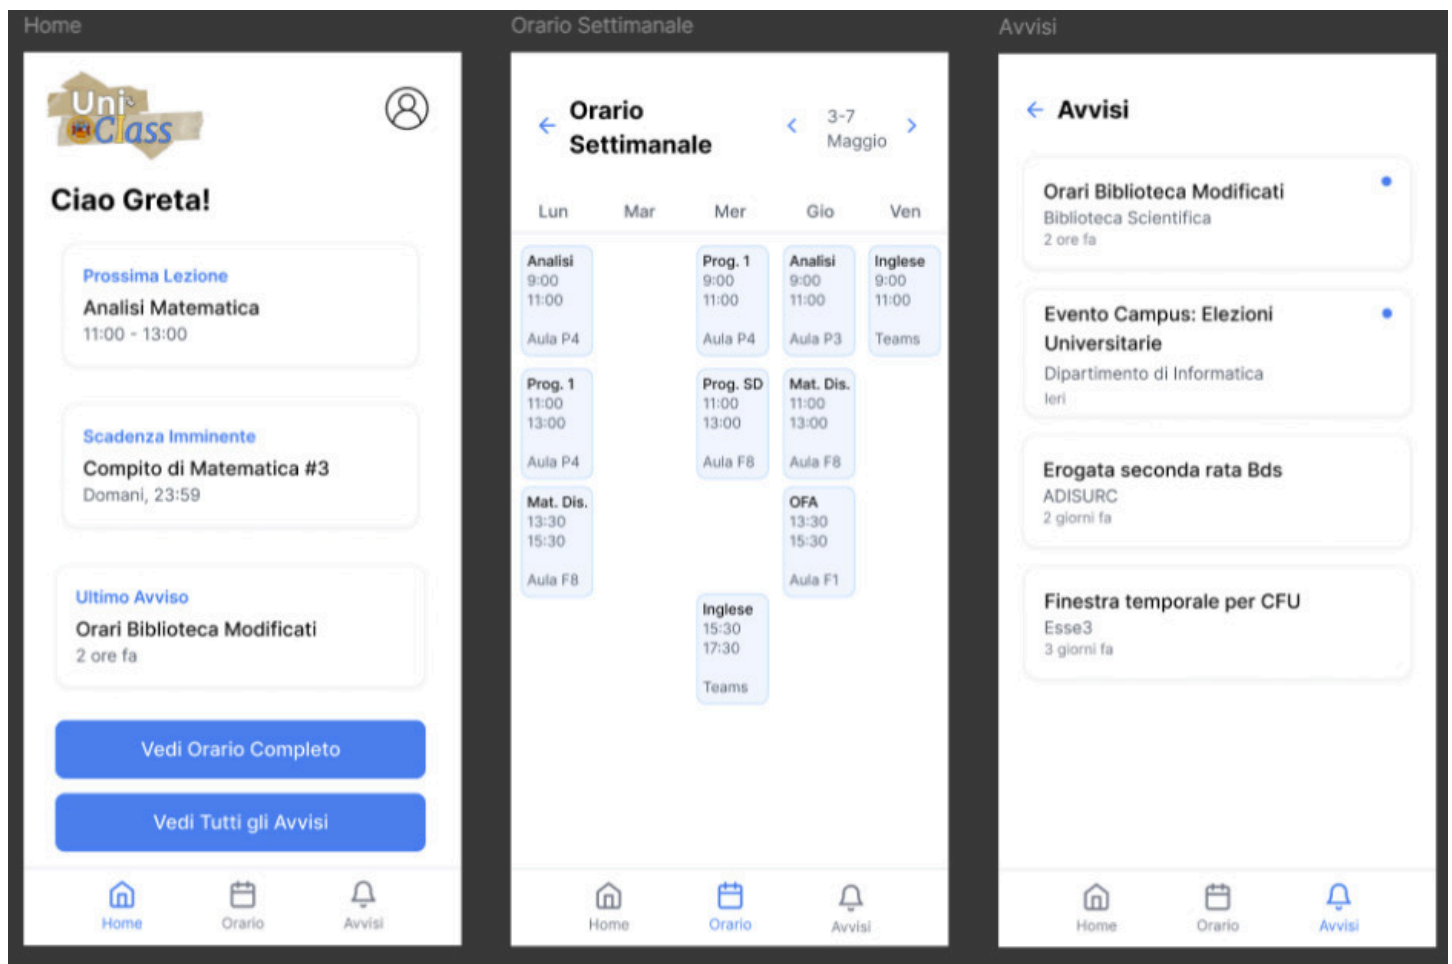 Home
Uni
Class
Ciao Greta!
Prossima Lezione
Analisi Matematica
11:00 - 13:00
Scadenza Imminente
Compito di Matematica #3
Domani, 23:59
Ultimo Avviso
Orari Biblioteca Modificati
2 ore fa
Vedi Orario Completo
Vedi Tutti gli Avvisi
Home
Orario
Avvisi
Orario Settimanale
Orario
Settimanale
3-7
Maggio
Lun
Mar
Mer
Gio
Ven
Analisi
9:00
11:00
Aula P4
Prog. 1
11:00
13:00
Aula P4
Mat. Dis.
13:30
15:30
Aula F8
Prog. 1
9:00
11:00
Aula P4
Prog. SD
11:00
13:00
Aula F8
Inglese
15:30
17:30
Teams
Analisi
9:00
11:00
Aula P3
Mat. Dis.
11:00
13:00
Aula F8
OFA
13:30
15:30
Aula F1
Inglese
9:00
11:00
Teams
Home
Orario
Avvisi
Avvisi
Avvisi
Orari Biblioteca Modificati
Biblioteca Scientifica
2 ore fa
Evento Campus: Elezioni
Universitarie
Dipartimento di Informatica
Ieri
Erogata seconda rata Bds
ADISURC
2 giorni fa
Finestra temporale per CFU
Esse3
3 giorni fa
Home
Orario
Avvisi